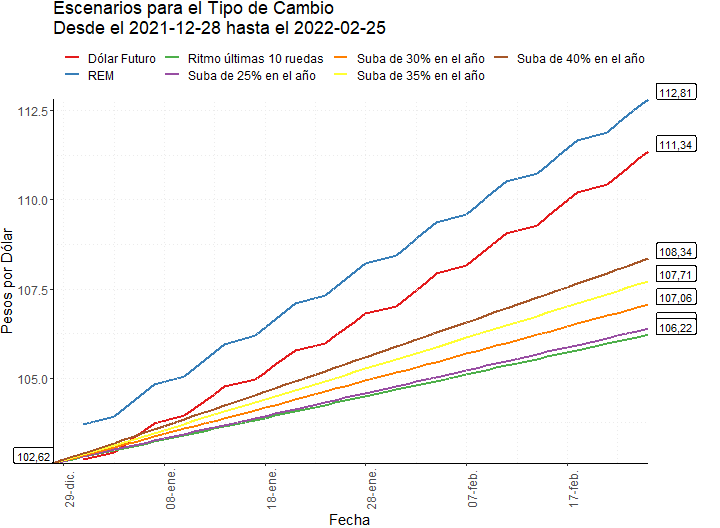 Escenarios para el Tipo de Cambio
Desde el 2021-12-28 hasta el 2022-02-25
Dólar Futuro Ritmo últimas 10 ruedas Suba de 30% en el año Suba de 40% en el año
REM Suba de 25% en el año Suba de 35% en el año
112,81
112.5
111,34
110.0
108,34
107,71
107.5
107,06
106,22
105.0
102,62
Pesos por Dólar
29-dic.
08-ene.
18-ene.
28-ene.
07-feb.
17-feb.
Fecha